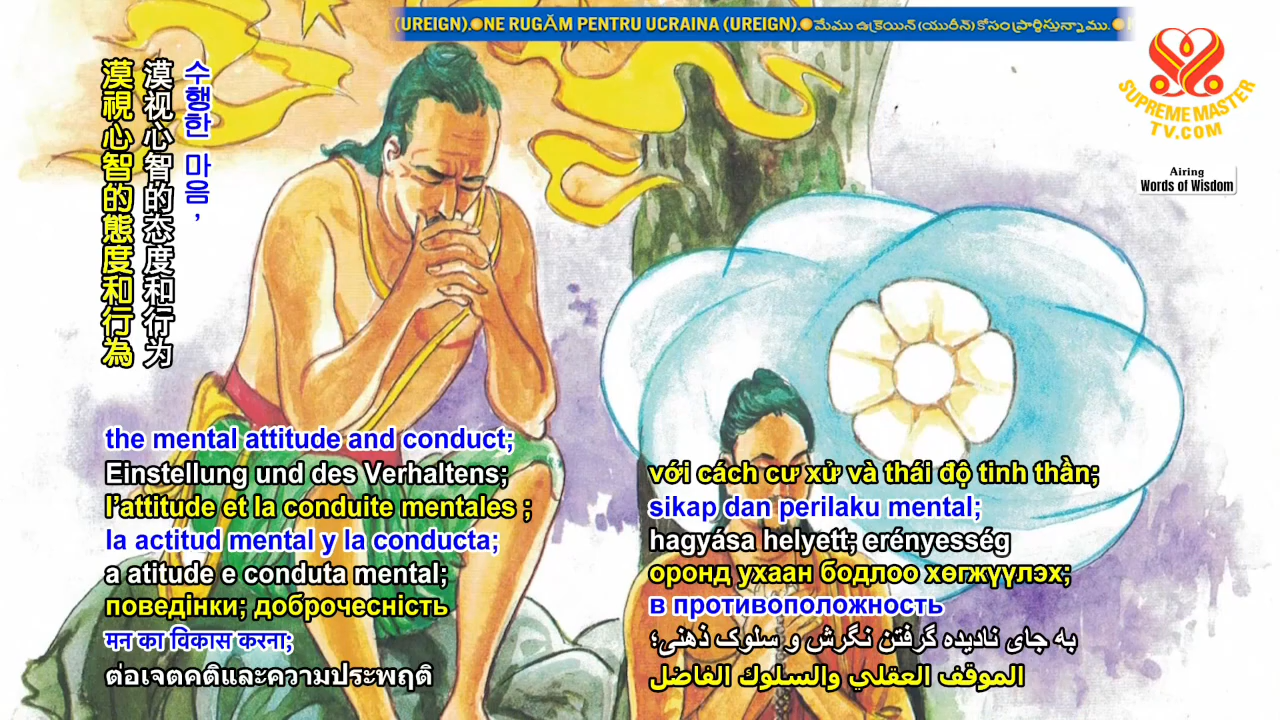 (UREIGN).NE RUGĂM PENTRU UCRAINA (UREIGN).మేము ఉక్రెయిన్ (యురీన్) కోసం ప్రార్థిస్తున్నాము.
SUPREME MASTER
TV.COM
Airing
Words of Wisdom
수행한 마음,
漠视心智的态度和行为
漠視心智的態度和行為
the mental attitude and conduct;
Einstellung und des Verhaltens;
l’attitude et la conduite mentales ;
la actitud mental y la conducta;
a atitude e conduta mental;
поведінки; доброчесність
मन का विकास करना;
ต่อเจตคติและความประพฤติ
với cách cư xử và thái độ tinh thần;
sikap dan perilaku mental;
hagyása helyett; erényesség
оронд ухаан бодлоо хөгжүүлэх;
в противоположность
به جای نادیده گرفتن نگرش و سلوک ذهنی؛
الموقف العقلي والسلوك الفاضل